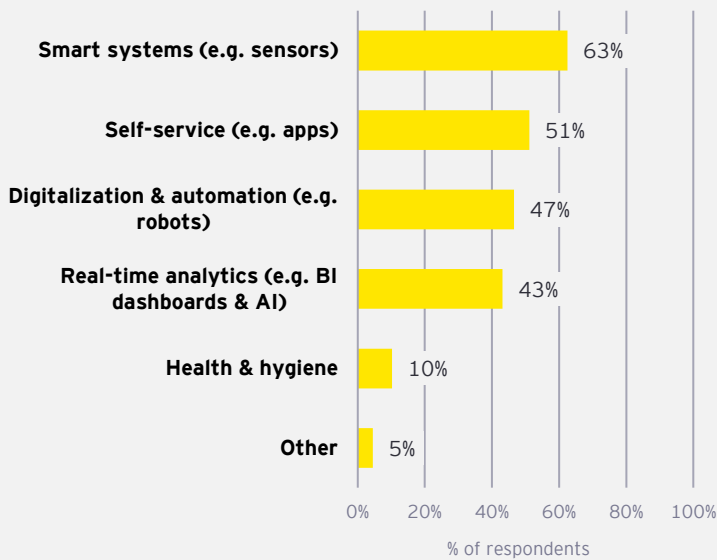 Smart systems (e.g. sensors)
63%
Self-service (e.g. apps)
51%
Digitalization & automation (e.g.
robots)
47%
Real-time analytics (e.g. BI
dashboards & AI)
43%
Health & hygiene
10%
Other
5%
0% 20% 40% 60% 80% 100%
% of respondents